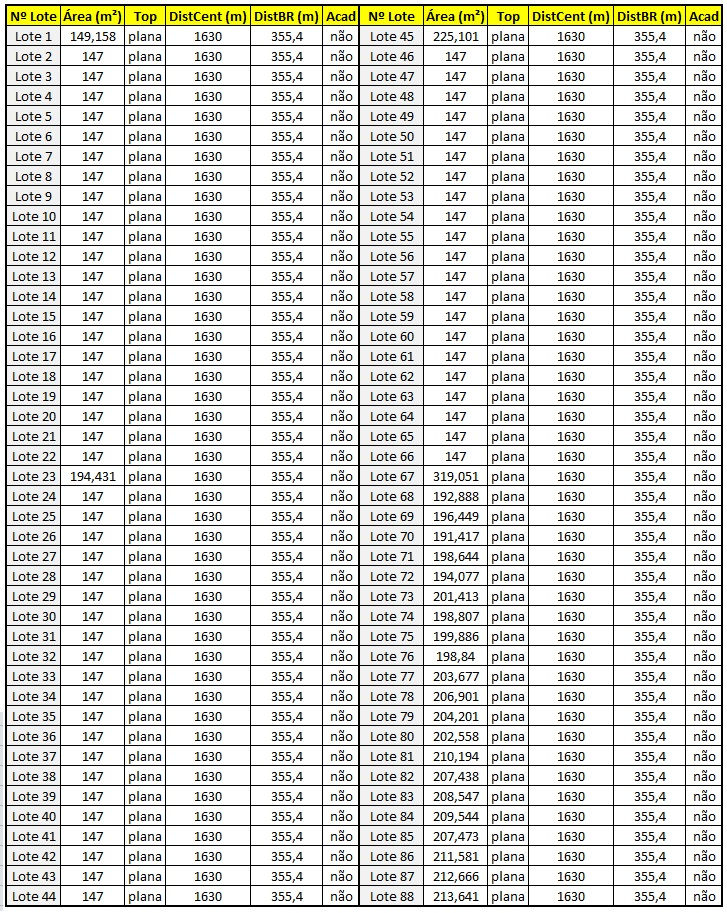 Nº Lote Área (m²) Top DistCent (m) DistBR (m) Acad Nº Lote Área (m²) Top DistCent (m) DistBR (m) Acad
Lote 1 149,158 plana 1630 355,4 não Lote 45 225,101 plana 1630 355,4 não
Lote 2 147 plana 1630 355,4 não Lote 46 147 plana 1630 355,4 não
Lote 3 147 plana 1630 355,4 não Lote 47 147 plana 1630 355,4 não
Lote 4 147 plana 1630 355,4 não Lote 48 147 plana 1630 355,4 não
Lote 5 147 plana 1630 355,4 não Lote 49 147 plana 1630 355,4 não
Lote 6 147 plana 1630 355,4 não Lote 50 147 plana 1630 355,4 não
Lote 7 147 plana 1630 355,4 não Lote 51 147 plana 1630 355,4 não
Lote 8 147 plana 1630 355,4 não Lote 52 147 plana 1630 355,4 não
Lote 9 147 plana 1630 355,4 não Lote 53 147 plana 1630 355,4 não
Lote 10 147 plana 1630 355,4 não Lote 54 147 plana 1630 355,4 não
Lote 11 147 plana 1630 355,4 não Lote 55 147 plana 1630 355,4 não
Lote 12 147 plana 1630 355,4 não Lote 56 147 plana 1630 355,4 não
Lote 13 147 plana 1630 355,4 não Lote 57 147 plana 1630 355,4 não
Lote 14 147 plana 1630 355,4 não Lote 58 147 plana 1630 355,4 não
Lote 15 147 plana 1630 355,4 não Lote 59 147 plana 1630 355,4 não
Lote 16 147 plana 1630 355,4 não Lote 60 147 plana 1630 355,4 não
Lote 17 147 plana 1630 355,4 não Lote 61 147 plana 1630 355,4 não
Lote 18 147 plana 1630 355,4 não Lote 62 147 plana 1630 355,4 não
Lote 19 147 plana 1630 355,4 não Lote 63 147 plana 1630 355,4 não
Lote 20 147 plana 1630 355,4 não Lote 64 147 plana 1630 355,4 não
Lote 21 147 plana 1630 355,4 não Lote 65 147 plana 1630 355,4 não
Lote 22 147 plana 1630 355,4 não Lote 66 147 plana 1630 355,4 não
Lote 23 194,431 plana 1630 355,4 não Lote 67 319,051 plana 1630 355,4 não
Lote 24 147 plana 1630 355,4 não Lote 68 192,888 plana 1630 355,4 não
Lote 25 147 plana 1630 355,4 não Lote 69 196,449 plana 1630 355,4 não
Lote 26 147 plana 1630 355,4 não Lote 70 191,417 plana 1630 355,4 não
Lote 27 147 plana 1630 355,4 não Lote 71 198,644 plana 1630 355,4 não
Lote 28 147 plana 1630 355,4 não Lote 72 194,077 plana 1630 355,4 não
Lote 29 147 plana 1630 355,4 não Lote 73 201,413 plana 1630 355,4 não
Lote 30 147 plana 1630 355,4 não Lote 74 198,807 plana 1630 355,4 não
Lote 31 147 plana 1630 355,4 não Lote 75 199,886 plana 1630 355,4 não
Lote 32 147 plana 1630 355,4 não Lote 76 198,84 plana 1630 355,4 não
Lote 33 147 plana 1630 355,4 não Lote 77 203,677 plana 1630 355,4 não
Lote 34 147 plana 1630 355,4 não Lote 78 206,901 plana 1630 355,4 não
Lote 35 147 plana 1630 355,4 não Lote 79 204,201 plana 1630 355,4 não
Lote 36 147 plana 1630 355,4 não Lote 80 202,558 plana 1630 355,4 não
Lote 37 147 plana 1630 355,4 não Lote 81 210,194 plana 1630 355,4 não
Lote 38 147 plana 1630 355,4 não Lote 82 207,438 plana 1630 355,4 não
Lote 39 147 plana 1630 355,4 não Lote 83 208,547 plana 1630 355,4 não
Lote 40 147 plana 1630 355,4 não Lote 84 209,544 plana 1630 355,4 não
Lote 41 147 plana 1630 355,4 não Lote 85 207,473 plana 1630 355,4 não
Lote 42 147 plana 1630 355,4 não Lote 86 211,581 plana 1630 355,4 não
Lote 43 147 plana 1630 355,4 não Lote 87 212,666 plana 1630 355,4 não
Lote 44 147 plana 1630 355,4 não Lote 88 213,641 plana 1630 355,4 não